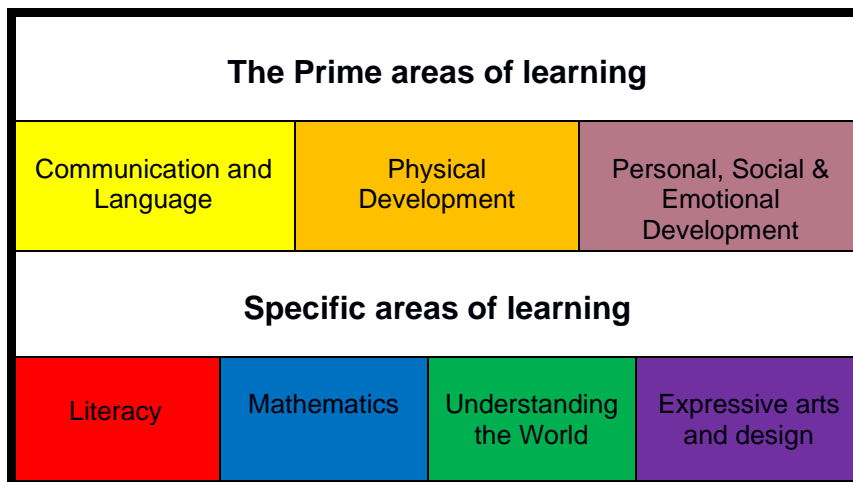 The Prime areas of learning
Communication and
Language
Physical
Development
Personal, Social &
Emotional
Development
Specific areas of learning
Literacy
Mathematics
Understanding
the World
Expressive arts
and design